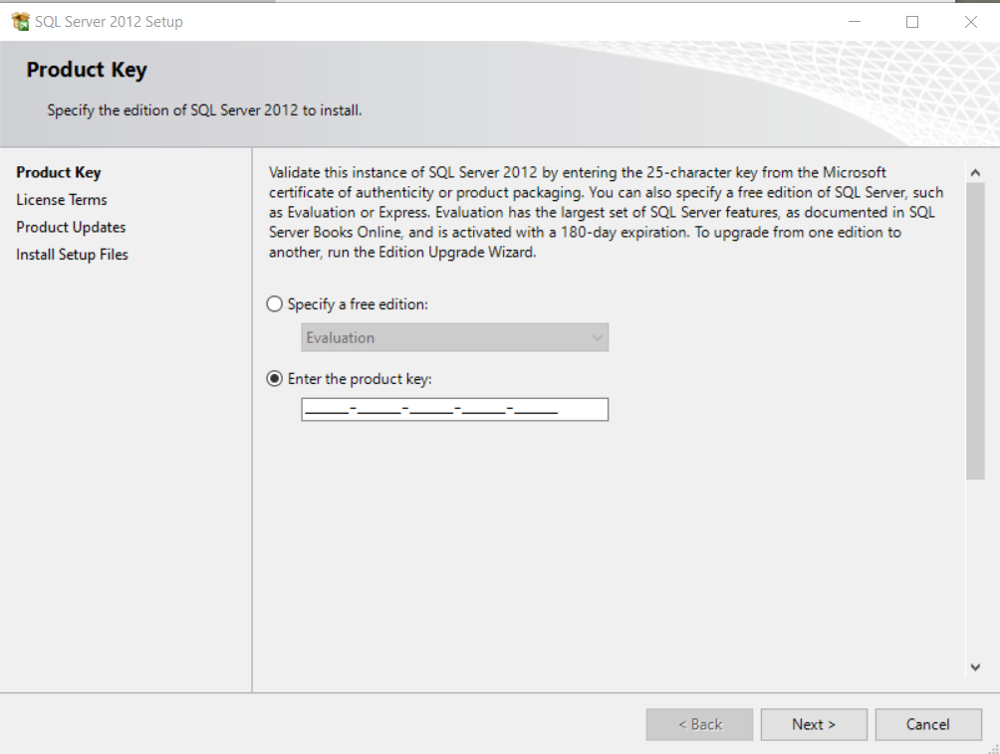 SQL Server 2012 Setup
Product Key
Specify the edition of SQL Server 2012 to install.
Product Key
License Terms
Product Updates
Install Setup Files
Validate this instance of SQL Server 2012 by entering the 25-character key from the Microsoft
certificate of authenticity or product packaging. You can also specify a free edition of SQL Server, such
as Evaluation or Express. Evaluation has the largest set of SQL Server features, as documented in SQL
Server Books Online, and is activated with a 180-day expiration. To upgrade from one edition to
another, run the Edition Upgrade Wizard.
Specify a free edition:
Evaluation
Enter the product key:
_____-_____-_____-_____-_____
< Back
Next >
Cancel